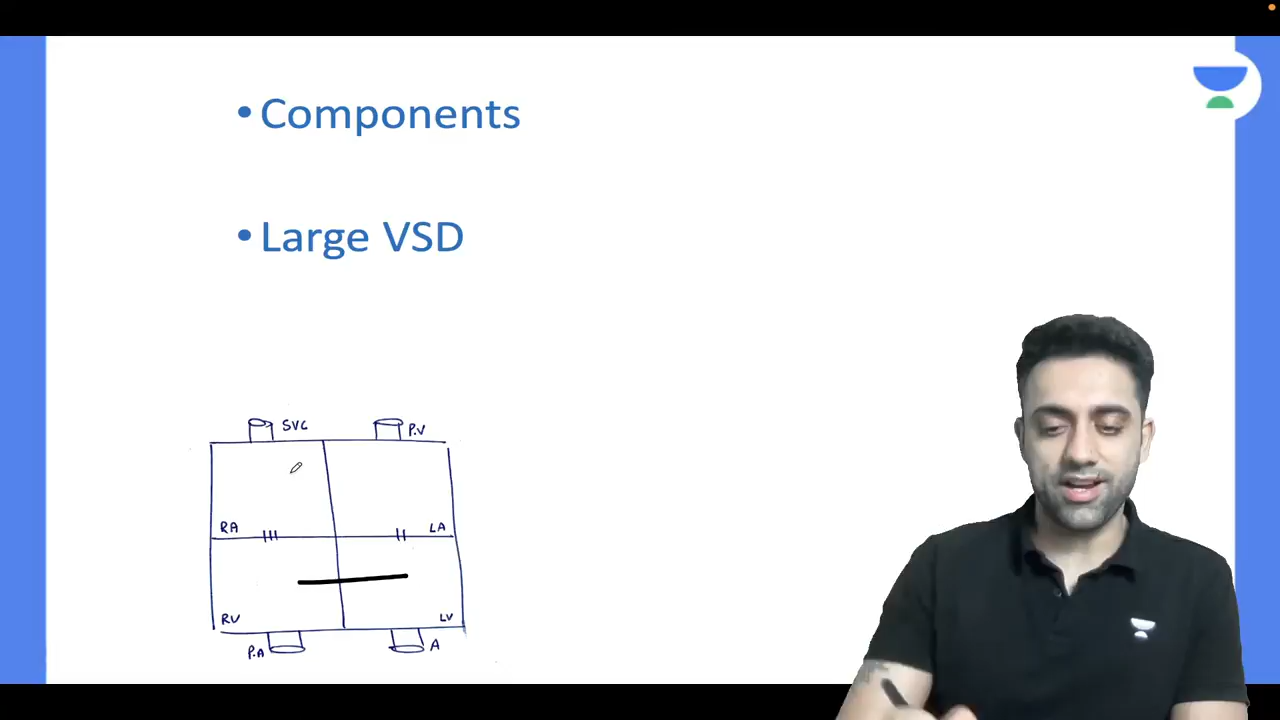 • Components
• Large VSD
SVC
P.V
RA
LA
RV
LV
P.A
A